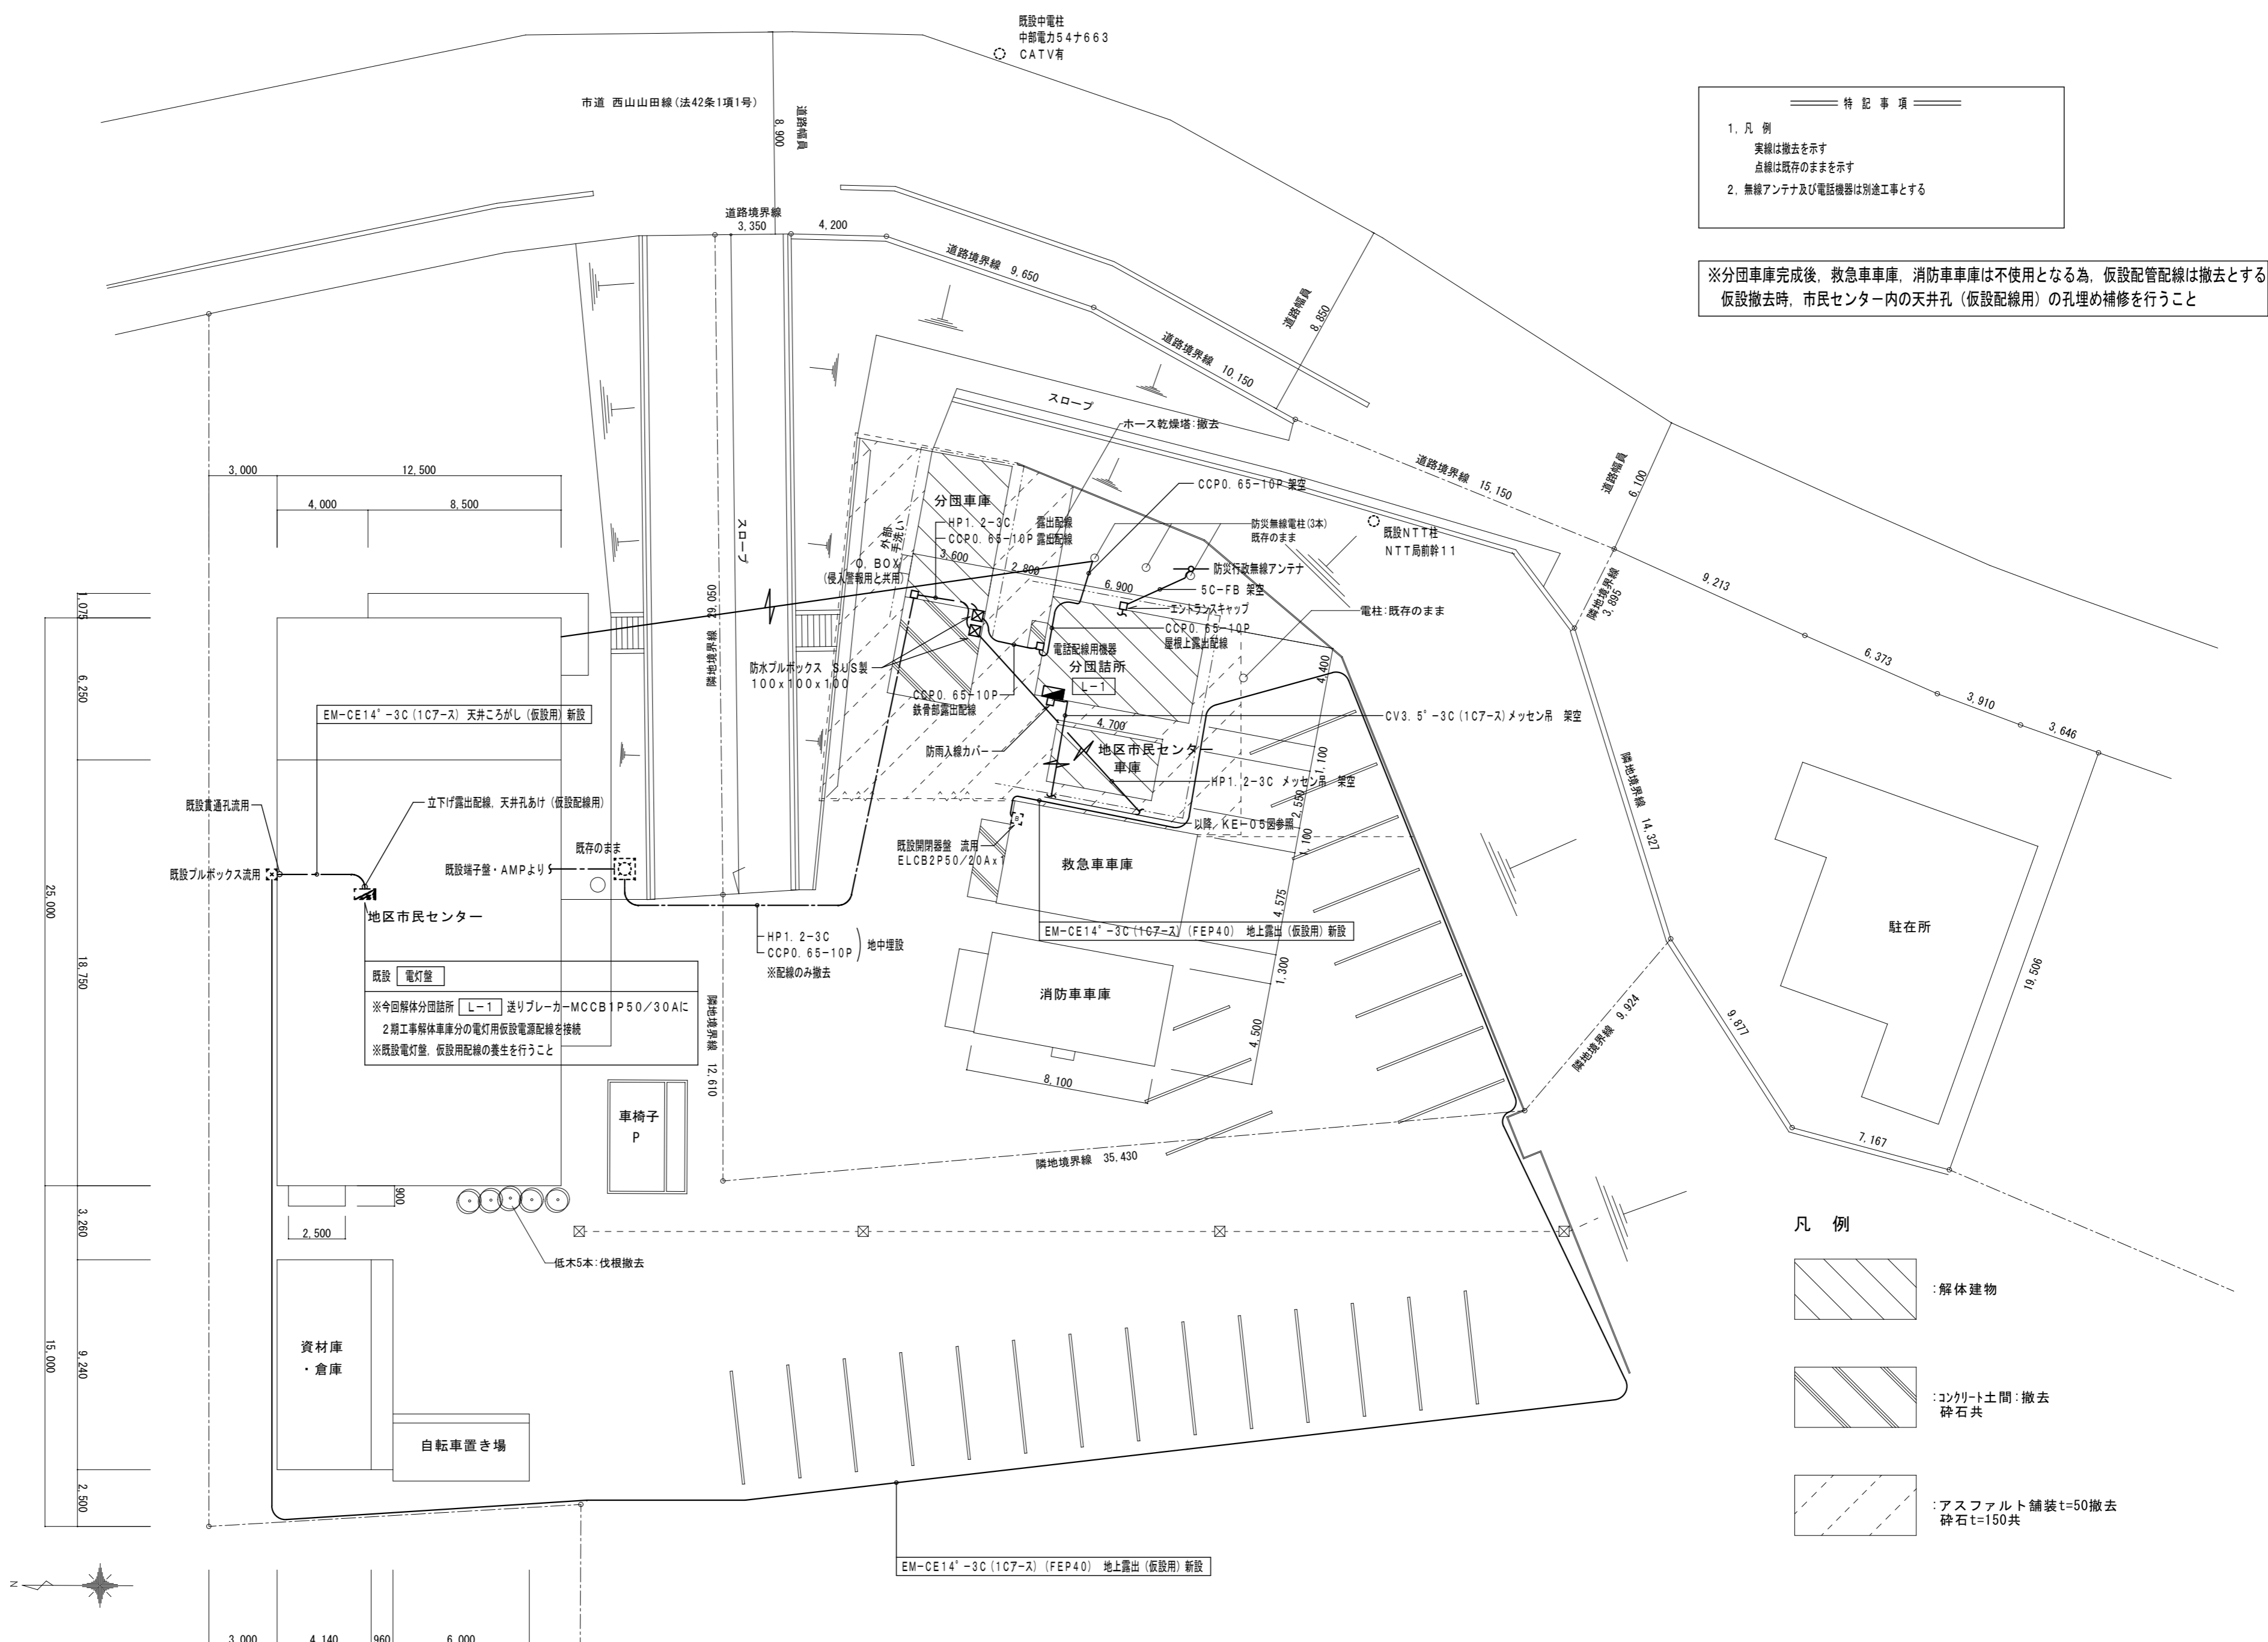 既設中電柱
中部電力54ナ663
CATV有
市道 西山山田線(法42条1項1号)
道路幅員
8,900
特 記 事 項
1, 凡 例
実線は撤去を示す
点線は既存のままを示す
2, 無線アンテナ及び電話機器は別途工事とする
※分団車庫完成後, 救急車車庫, 消防車車庫は不使用となる為, 仮設配管配線は撤去とする
仮設撤去時, 市民センター内の天井孔(仮設配線用)の孔埋め補修を行うこと
道路境界線
3,350
4,200
道路境界線 9,650
道路幅員
8,850
道路境界線 10,150
スロープ
ホース乾燥塔:撤去
道路境界線 15,150
道路幅員
6,100
3,000
12,500
4,000
8,500
スロープ
隣地境界線 29,050
分団車庫
外部
手洗い
HP1.2-3C 露出配線
CCP0.65-10P 露出配線
CCP0.65-10P 架空
防災無線電柱(3本)
既存のまま
既設NTT柱
NTT局前幹11
3,600
2,800
6,900
O.BOX
(侵入警報用と共用)
防災行政無線アンテナ
5C-FB 架空
エントランスキャップ
電柱:既存のまま
CCP0.65-10P
屋根上露出配線
電話配線用機器
分団詰所
L-1
防水プルボックス SUS製
100x100x100
CCP0.65-10P
鉄骨部露出配線
4,400
隣地境界線
3,895
9,213
6,373
3,910
3,646
1,075
6,250
EM-CE14°-3C(1Cアース) 天井ころがし(仮設用)新設
CV3.5°-3C(1Cアース)メッセン吊 架空
4,700
防雨入線カバー
地区市民センター
車庫
1,100
HP1.2-3C メッセン吊 架空
2,550
以降, KE-05図参照
1,100
隣地境界線 14,327
既設貫通孔流用
立下げ露出配線, 天井孔あけ(仮設配線用)
既存のまま
既設端子盤・AMPより
既設プルボックス流用
地区市民センター
既設開閉器盤 流用
ELCB2P50/20Ax1
救急車車庫
4,575
EM-CE14°-3C(1Cアース)(FEP40) 地上露出(仮設用)新設
HP1.2-3C
CCP0.65-10P
地中埋設
※配線のみ撤去
25,000
18,750
既設 電灯盤
※今回解体分団詰所 L-1 送りブレーカーMCCB1P50/30Aに
2期工事解体車庫分の電灯用仮設電源配線を接続
※既設電灯盤, 仮設用配線の養生を行うこと
隣地境界線 12,610
消防車車庫
1,300
4,500
8,100
駐在所
19,506
隣地境界線 9,924
9,877
7,167
車椅子
P
隣地境界線 35,430
900
2,500
3,260
低木5本:伐根撤去
15,000
9,240
資材庫
・倉庫
自転車置き場
2,500
凡 例
:解体建物
:コンクリート土間:撤去
砕石共
:アスファルト舗装t=50撤去
砕石t=150共
EM-CE14°-3C(1Cアース)(FEP40) 地上露出(仮設用)新設
N
3,000
4,140
960
6,000